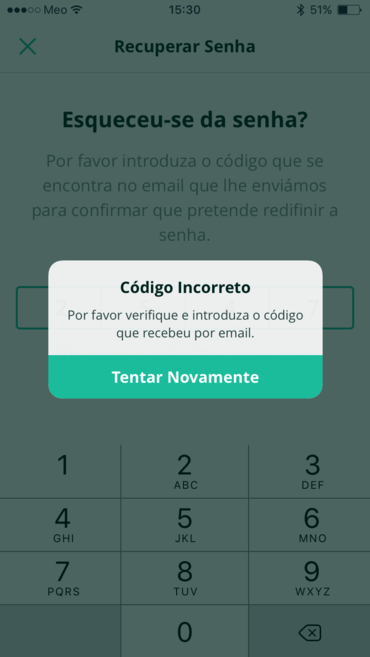 Meo 15:30 51%
Recuperar Senha
Esqueceu-se da senha?
Por favor introduza o código que se
encontra no email que lhe enviámos
para confirmar que pretende redifinir a
senha.
Código Incorreto
Por favor verifique e introduza o código
que recebeu por email.
Tentar Novamente
1 2 3
ABC DEF
4 5 6
GHI JKL MNO
7 8 9
PQRS TUV WXYZ
0